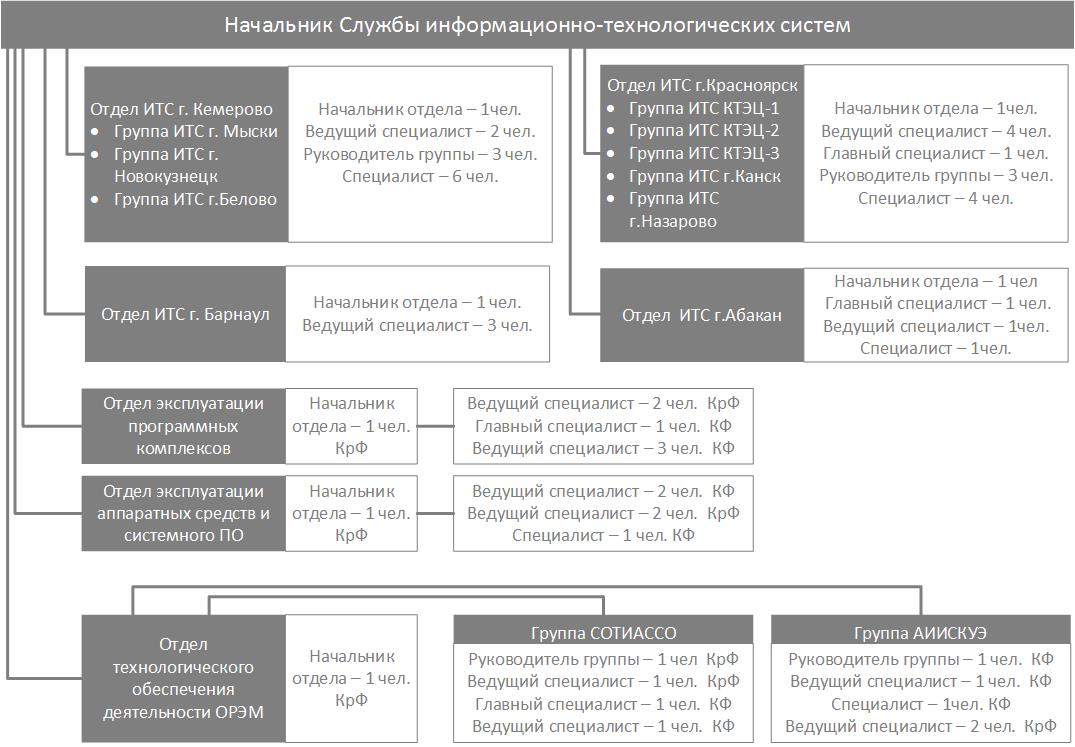 Начальник Службы информационно-технологических систем
Отдел ИТС г. Кемерово
• Группа ИТС г. Мыски
• Группа ИТС г.
Новокузнецк
• Группа ИТС г.Белово
Начальник отдела – 1чел.
Ведущий специалист – 2 чел.
Руководитель группы – 3 чел.
Специалист – 6 чел.
Отдел ИТС г.Красноярск
• Группа ИТС КТЭЦ-1
• Группа ИТС КТЭЦ-2
• Группа ИТС КТЭЦ-3
• Группа ИТС г.Канск
• Группа ИТС
г.Назарово
Начальник отдела – 1чел.
Ведущий специалист – 4 чел.
Главный специалист – 1 чел.
Руководитель группы – 3 чел.
Специалист – 4 чел.
Отдел ИТС г. Барнаул
Начальник отдела – 1 чел.
Ведущий специалист – 3 чел.
Отдел ИТС г.Абакан
Начальник отдела – 1 чел
Главный специалист – 1 чел.
Ведущий специалист – 1чел.
Специалист – 1чел.
Отдел эксплуатации
программных
комплексов
Начальник
отдела – 1 чел.
КрФ
Ведущий специалист – 2 чел. КрФ
Главный специалист – 1 чел. КФ
Ведущий специалист – 3 чел. КФ
Отдел эксплуатации
аппаратных средств и
системного ПО
Начальник
отдела – 1 чел.
КрФ
Ведущий специалист – 2 чел. КФ
Ведущий специалист – 2 чел. КрФ
Специалист – 1 чел. КФ
Отдел
технологического
обеспечения
деятельности ОРЭМ
Начальник
отдела – 1 чел.
КрФ
Группа СОТИАССО
Руководитель группы – 1 чел КрФ
Ведущий специалист – 1 чел. КрФ
Главный специалист – 1 чел. КФ
Ведущий специалист – 1 чел. КФ
Группа АИИСКУЭ
Руководитель группы – 1 чел. КФ
Ведущий специалист – 1 чел. КФ
Специалист – 1чел. КФ
Ведущий специалист – 2 чел. КрФ